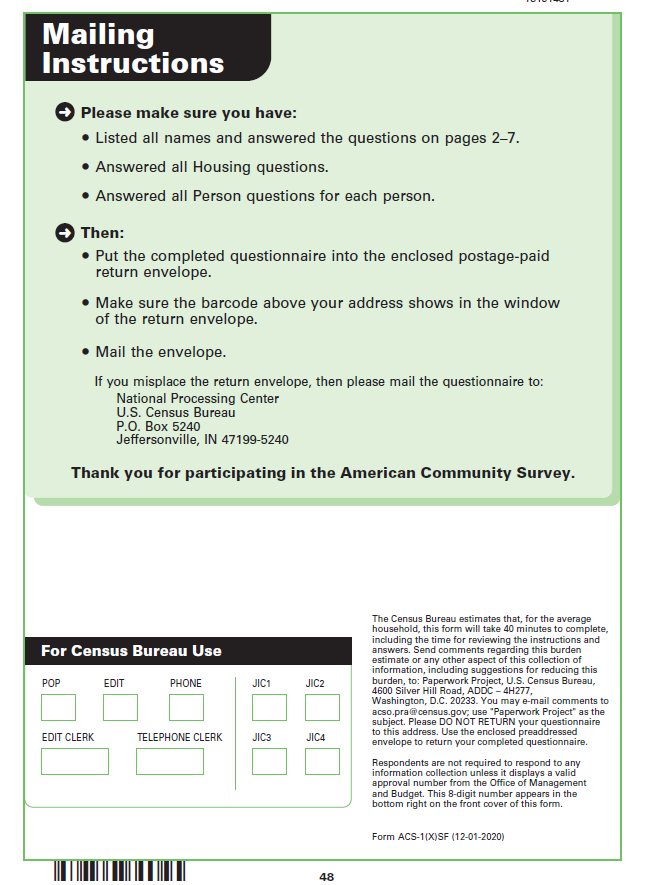 Mailing
Instructions
Please make sure you have:
• Listed all names and answered the questions on pages 2–7.
• Answered all Housing questions.
• Answered all Person questions for each person.
Then:
• Put the completed questionnaire into the enclosed postage-paid
return envelope.
• Make sure the barcode above your address shows in the window
of the return envelope.
• Mail the envelope.
If you misplace the return envelope, then please mail the questionnaire to:
National Processing Center
U.S. Census Bureau
P.O. Box 5240
Jeffersonville, IN 47199-5240
Thank you for participating in the American Community Survey.
For Census Bureau Use
POP EDIT PHONE JIC1 JIC2
EDIT CLERK TELEPHONE CLERK JIC3 JIC4
The Census Bureau estimates that, for the average
household, this form will take 40 minutes to complete,
including the time for reviewing the instructions and
answers. Send comments regarding this burden
estimate or any other aspect of this collection of
information, including suggestions for reducing this
burden, to: Paperwork Project, U.S. Census Bureau,
4600 Silver Hill Road, ADDC – 4H277,
Washington, D.C. 20233. You may e-mail comments to
acso.pra@census.gov; use "Paperwork Project" as the
subject. Please DO NOT RETURN your questionnaire
to this address. Use the enclosed preaddressed
envelope to return your completed questionnaire.
Respondents are not required to respond to any
information collection unless it displays a valid
approval number from the Office of Management
and Budget. This 8-digit number appears in the
bottom right on the front cover of this form.
Form ACS-1(X)SF (12-01-2020)
48